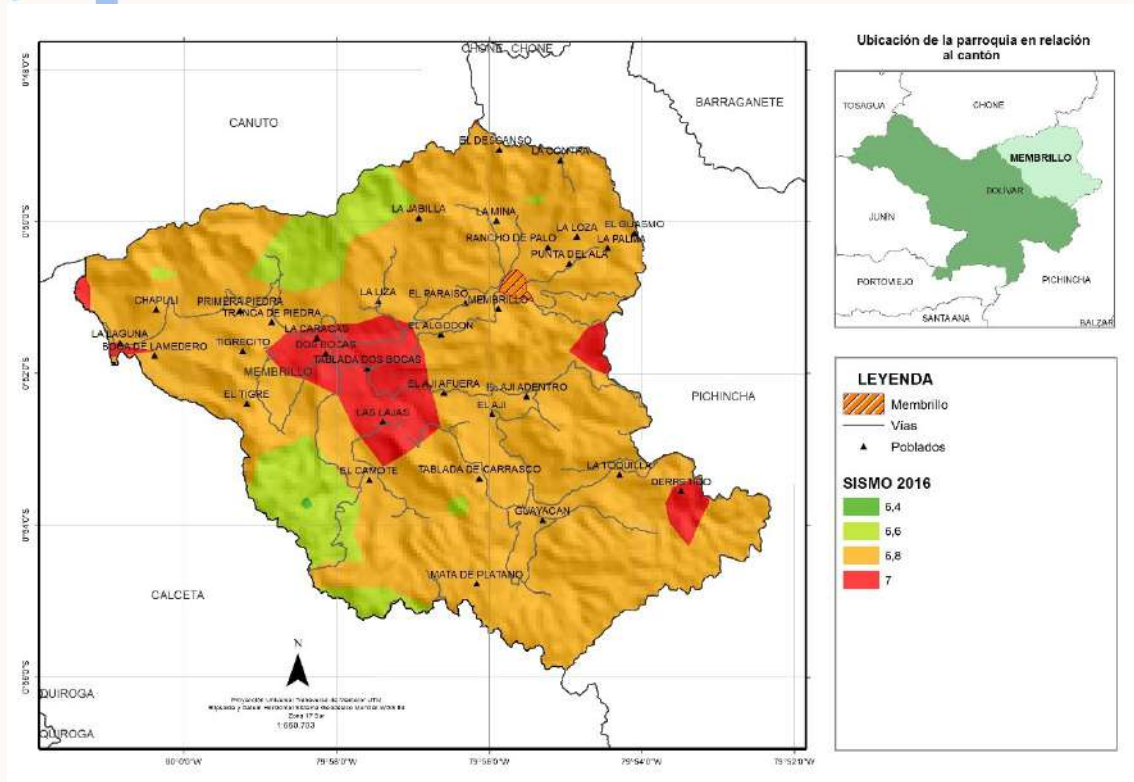 CHONE CHONE
BARRAGANETE
CANUTO
EL DESCANSO
LA CONTRA
LA JABILLA
LA MINA
LA LOZA
EL GUASMO
RANCHO DE PALO
LA PALMA
PUNTA DEL ALA
LA LIZA
EL PARAISO
MEMBRILLO
CHAPULI
PRIMERA PIEDRA
TRANCA DE PIEDRA
LA CARACAS
EL ALGODON
LA LAGUNA
BOCA DE LAMEDERO
TIGRECITO
DOS BOCAS
TABLADA DOS BOCAS
MEMBRILLO
EL TIGRE
EL AJI AFUERA
EL AJI ADENTRO
PICHINCHA
LAS LAJAS
EL AJI
EL CAMOTE
TABLADA DE CARRASCO
LA TOQUILLA
GUAYACAN
MATA DE PLATANO
CALCETA
N
Zona 17 Sur
QUIROGA
QUIROGA
80°0'0"W
79°58'0"W
79°56'0"W
79°54'0"W
79°52'0"W
Ubicación de la parroquia en relación
al cantón
TOSAGUA
CHONE
MEMBRILLO
BOLIVAR
JUNÍN
PORTOVIEJO
PICHINCHA
SANTA ANA
BALZAR
LEYENDA
Membrillo
Vías
Poblados
SISMO 2016
6,4
6,6
6,8
7